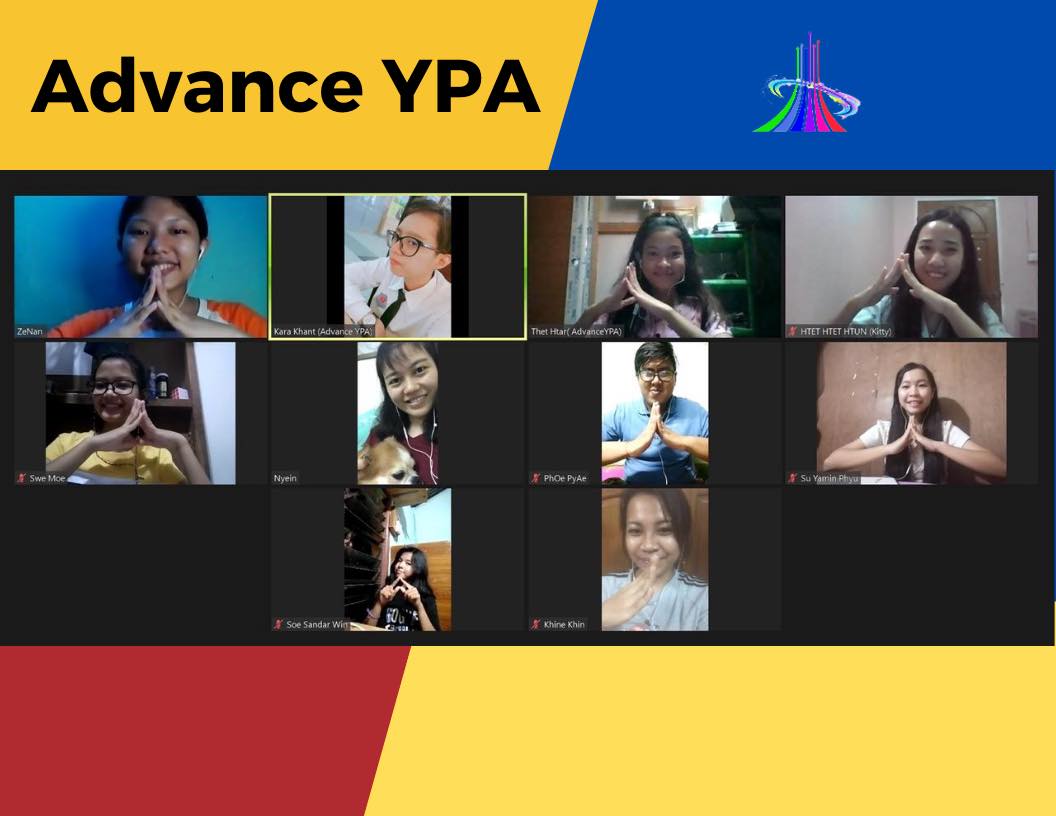 Advance YPA
ZeNan
Kara Khant (Advance YPA)
Thet Htar( AdvanceYPA)
HTET HTET HTUN (Kitty)
Swe Moe
Nyein
PhOe PyAe
Su Yamin Phyu
Soe Sandar Win
Khine Khin